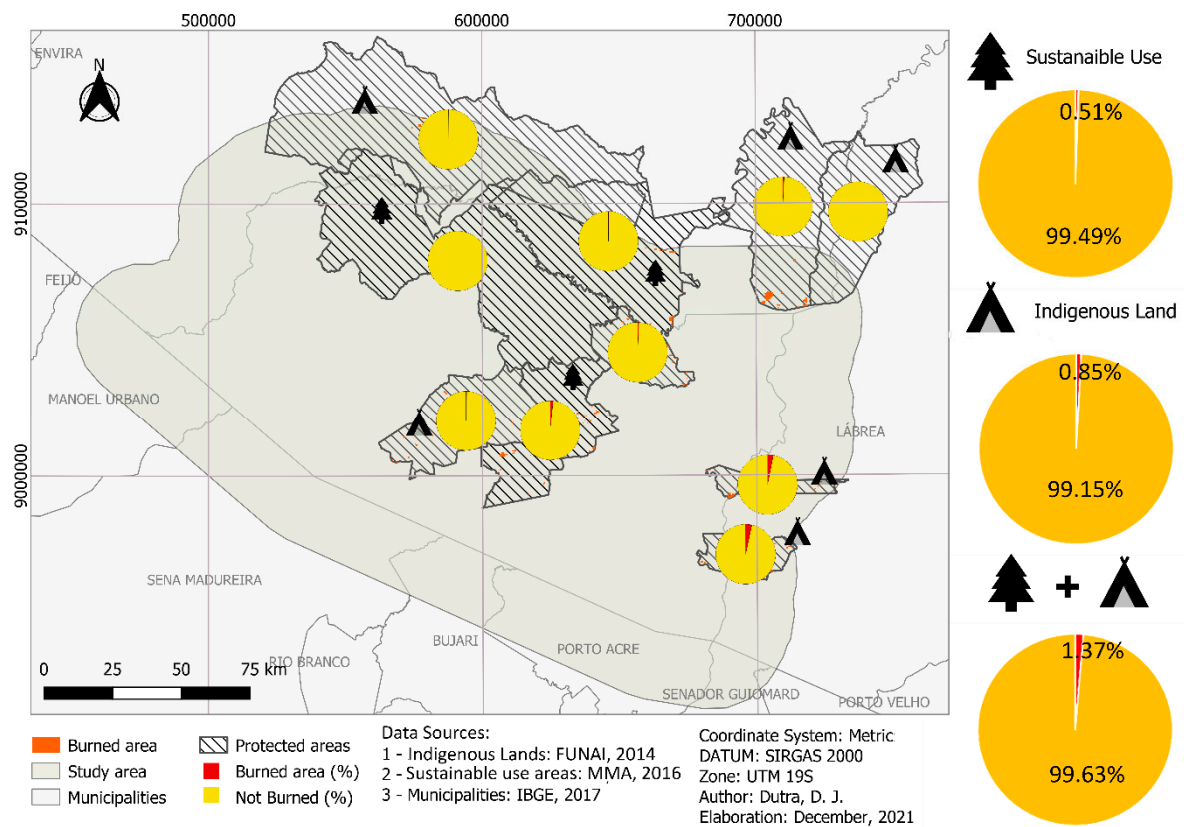 500000
600000
700000
ENVIRA
N
9100000
FEIJÓ
MANOEL URBANO
LÁBREA
9000000
SENA MADUREIRA
BUJARI
PORTO ACRE
0 25 50 75 km
RIO BRANCO
SENADOR GUIOMARD
PORTO VELHO
Sustanaible Use
0.51%
99.49%
Indigenous Land
0.85%
99.15%
+
1.37%
99.63%
Burned area
Study area
Municipalities
Protected areas
Burned area (%)
Not Burned (%)
Data Sources:
1 - Indigenous Lands: FUNAI, 2014
2 - Sustainable use areas: MMA, 2016
3 - Municipalities: IBGE, 2017
Coordinate System: Metric
DATUM: SIRGAS 2000
Zone: UTM 19S
Author: Dutra, D. J.
Elaboration: December, 2021